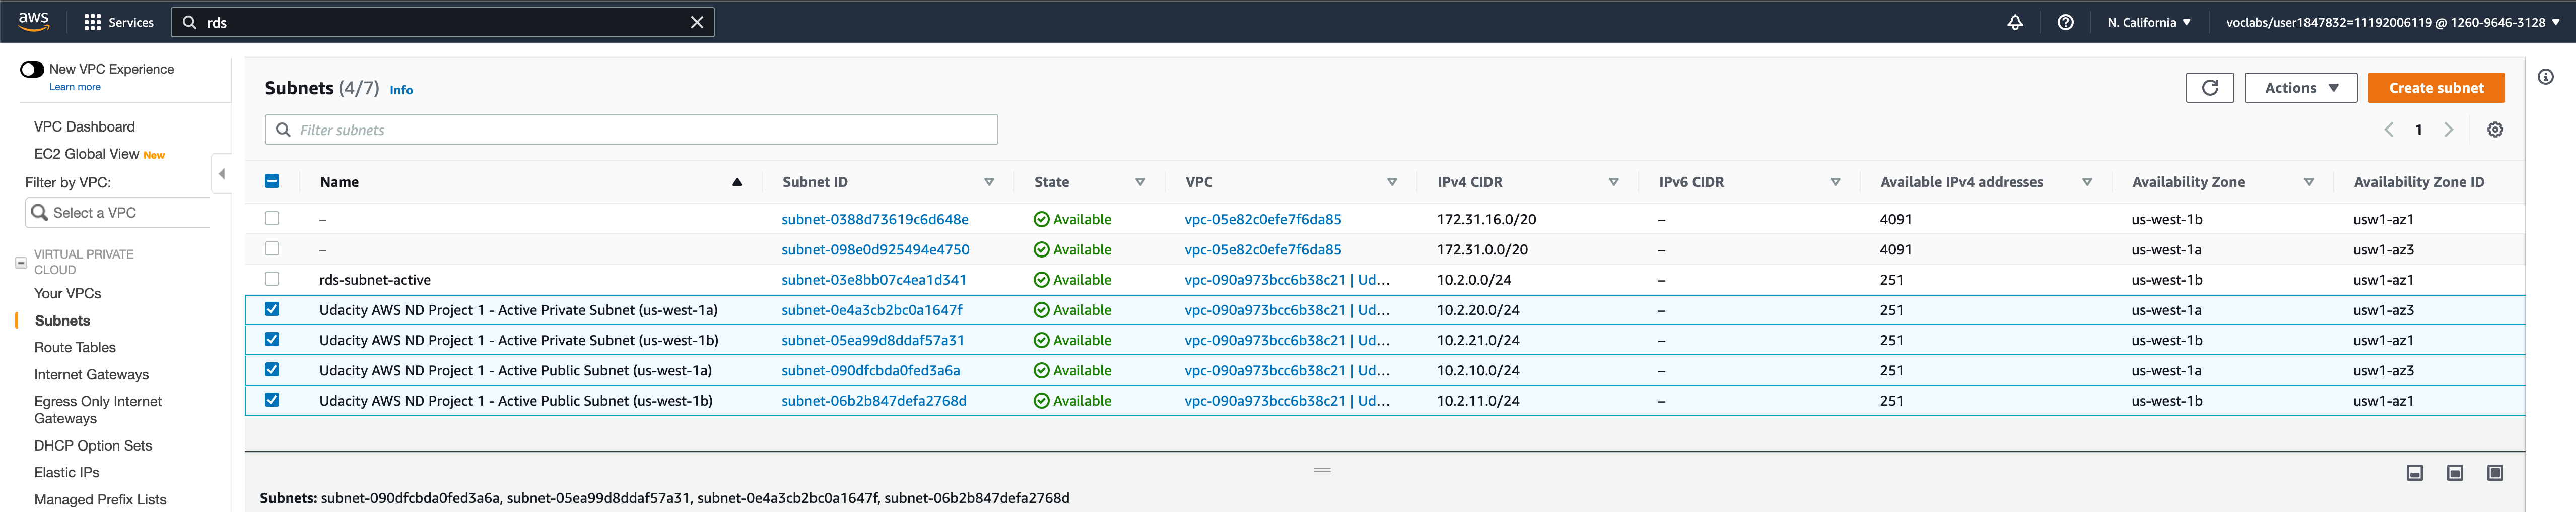 aws Services rds N. California voclabs/user1847832=11192006119 @ 1260-9646-3128
New VPC Experience
Learn more
VPC Dashboard
EC2 Global View New
Filter by VPC:
Select a VPC
VIRTUAL PRIVATE
CLOUD
Your VPCs
Subnets
Route Tables
Internet Gateways
Egress Only Internet
Gateways
DHCP Option Sets
Elastic IPs
Managed Prefix Lists
Subnets (4/7) Info Actions Create subnet
Filter subnets 1
Name Subnet ID State VPC IPv4 CIDR IPv6 CIDR Available IPv4 addresses Availability Zone Availability Zone ID
– subnet-0388d73619c6d648e Available vpc-05e82c0efe7f6da85 172.31.16.0/20 – 4091 us-west-1b usw1-az1
– subnet-098e0d925494e4750 Available vpc-05e82c0efe7f6da85 172.31.0.0/20 – 4091 us-west-1a usw1-az3
rds-subnet-active subnet-03e8bb07c4ea1d341 Available vpc-090a973bcc6b38c21 | Ud... 10.2.0.0/24 – 251 us-west-1b usw1-az1
Udacity AWS ND Project 1 - Active Private Subnet (us-west-1a) subnet-0e4a3cb2bc0a1647f Available vpc-090a973bcc6b38c21 | Ud... 10.2.20.0/24 – 251 us-west-1a usw1-az3
Udacity AWS ND Project 1 - Active Private Subnet (us-west-1b) subnet-05ea99d8ddaf57a31 Available vpc-090a973bcc6b38c21 | Ud... 10.2.21.0/24 – 251 us-west-1b usw1-az1
Udacity AWS ND Project 1 - Active Public Subnet (us-west-1a) subnet-090dfcbda0fed3a6a Available vpc-090a973bcc6b38c21 | Ud... 10.2.10.0/24 – 251 us-west-1a usw1-az3
Udacity AWS ND Project 1 - Active Public Subnet (us-west-1b) subnet-06b2b847defa2768d Available vpc-090a973bcc6b38c21 | Ud... 10.2.11.0/24 – 251 us-west-1b usw1-az1
Subnets: subnet-090dfcbda0fed3a6a, subnet-05ea99d8ddaf57a31, subnet-0e4a3cb2bc0a1647f, subnet-06b2b847defa2768d